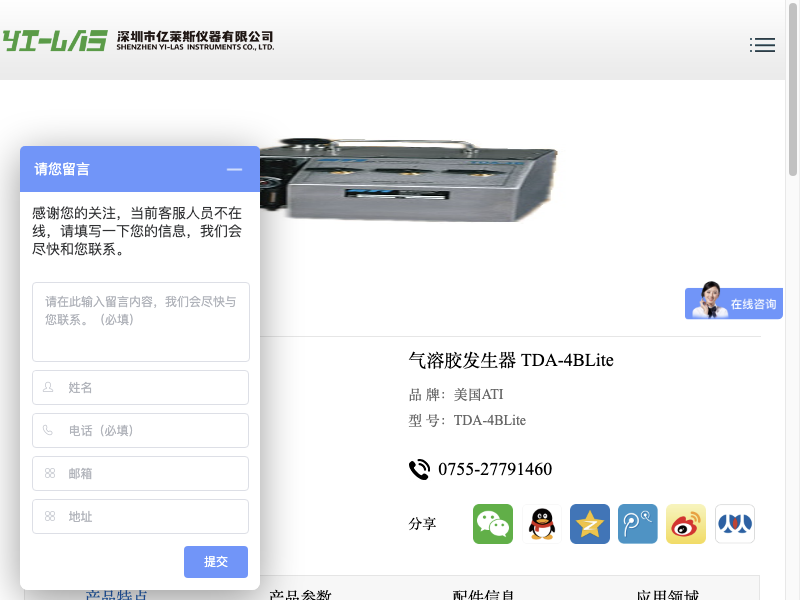 YI-LAS 深圳市亿莱斯仪器有限公司
SHENZHEN YI-LAS INSTRUMENTS CO., LTD.
请您留言
感谢您的关注，当前客服人员不在
线，请填写一下您的信息，我们会
尽快和您联系。
请在此输入留言内容，我们会尽快与
您联系。（必填）
姓名
电话（必填）
邮箱
地址
提交
在线咨询
气溶胶发生器 TDA-4BLite
品 牌：美国ATI
型 号：TDA-4BLite
0755-27791460
分享
产品特点
产品参数
配件信息
应用领域